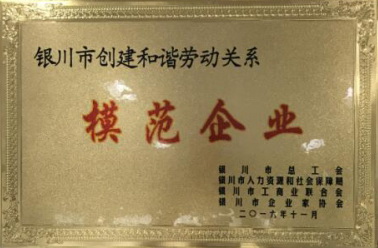 银川市创建和谐劳动关系
模范企业
银川市总工会
银川市人力资源和社会保障局
银川市工商业联合会
银川市企业家协会
二〇一九年十一月